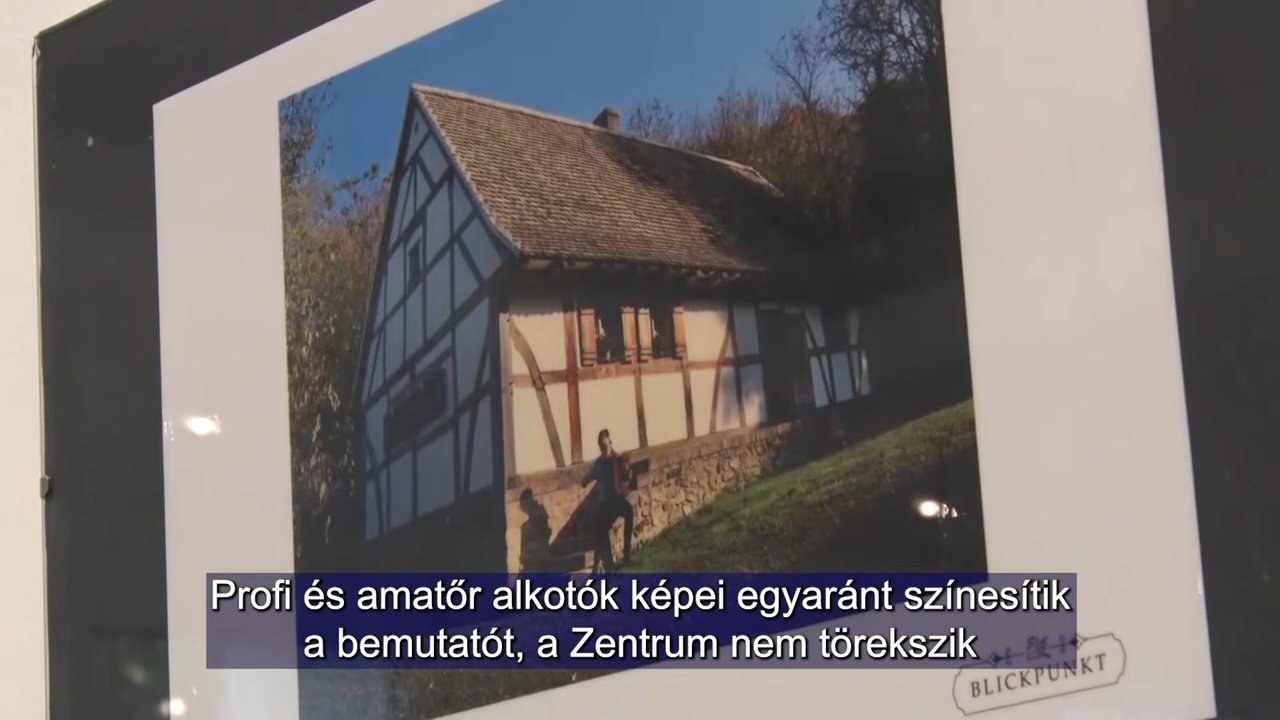 Profi és amatőr alkotók képei egyaránt színesítik
a bemutatót, a Zentrum nem törekszik
BLICKPUNKT